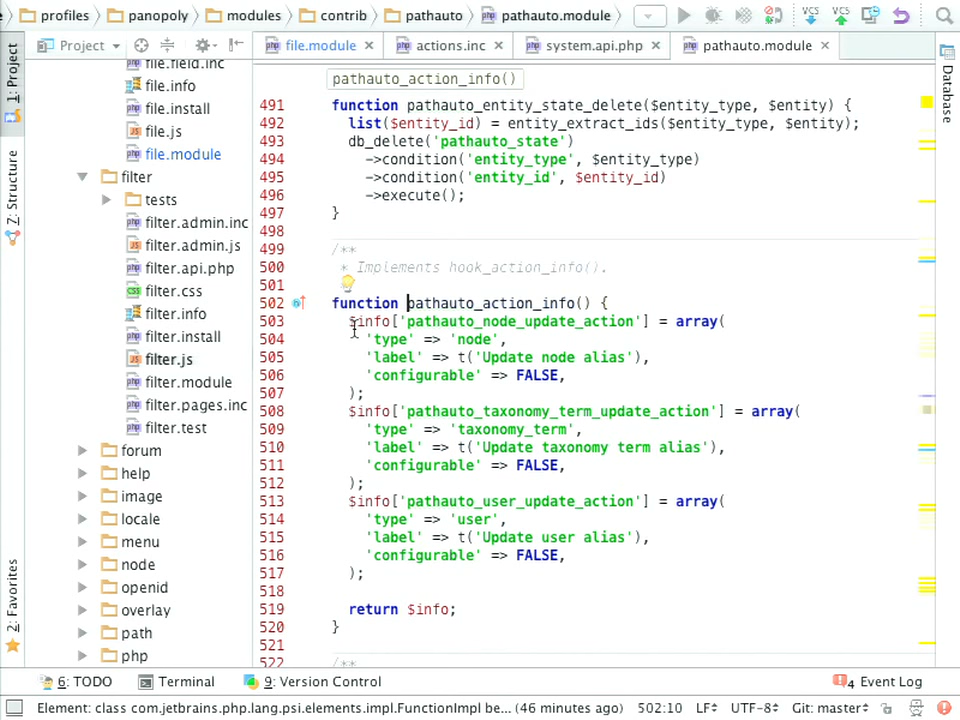 profiles panopoly modules contrib pathauto pathauto.module VCS VCS
Project file.module actions.inc system.api.php pathauto.module
1: Project
7: Structure
2: Favorites
Database
file.field.inc
file.info
file.install
file.js
file.module
filter
tests
filter.admin.inc
filter.admin.js
filter.api.php
filter.css
filter.info
filter.install
filter.js
filter.module
filter.pages.inc
filter.test
forum
help
image
locale
menu
node
openid
overlay
path
php
pathauto_action_info()
491 function pathauto_entity_state_delete($entity_type, $entity) {
492 list($entity_id) = entity_extract_ids($entity_type, $entity);
493 db_delete('pathauto_state')
494 ->condition('entity_type', $entity_type)
495 ->condition('entity_id', $entity_id)
496 ->execute();
497 }
498
499 /**
500 * Implements hook_action_info().
501
502 function pathauto_action_info() {
503 $info['pathauto_node_update_action'] = array(
504 'type' => 'node',
505 'label' => t('Update node alias'),
506 'configurable' => FALSE,
507 );
508 $info['pathauto_taxonomy_term_update_action'] = array(
509 'type' => 'taxonomy_term',
510 'label' => t('Update taxonomy term alias'),
511 'configurable' => FALSE,
512 );
513 $info['pathauto_user_update_action'] = array(
514 'type' => 'user',
515 'label' => t('Update user alias'),
516 'configurable' => FALSE,
517 );
518
519 return $info;
520 }
521
522 /**
6: TODO Terminal 9: Version Control 4 Event Log
Element: class com.jetbrains.php.lang.psi.elements.impl.FunctionImpl be... (46 minutes ago) 502:10 LF UTF-8 Git: master